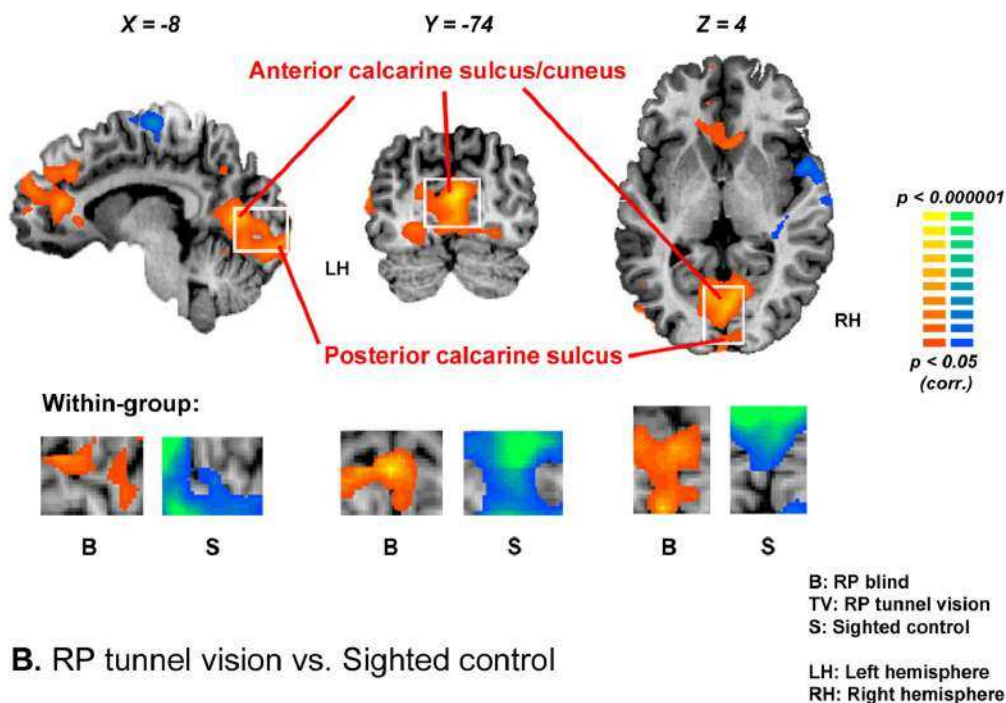 X = -8
Y = -74
Z = 4
Anterior calcarine sulcus/cuneus
p < 0.000001
LH
RH
Posterior calcarine sulcus
p < 0.05
(corr.)
Within-group:
B
S
B
S
B
S
B: RP blind
TV: RP tunnel vision
S: Sighted control
B. RP tunnel vision vs. Sighted control
LH: Left hemisphere
RH: Right hemisphere